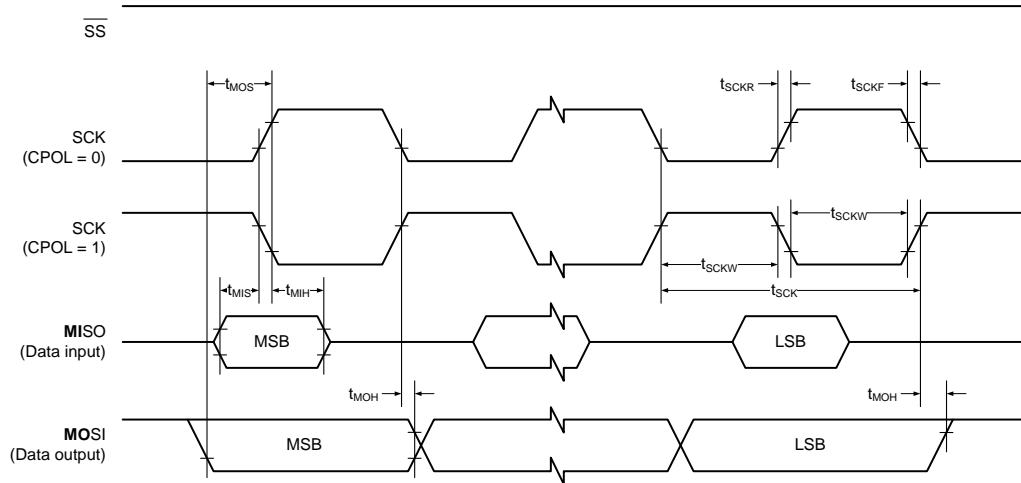 SS
tMOS
tSCKR
tSCKF
SCK
(CPOL = 0)
SCK
(CPOL = 1)
tSCKW
tSCKW
tMIS
tMIH
tSCK
MISO
(Data input)
MSB
LSB
tMOH
tMOH
MOSI
(Data output)
MSB
LSB